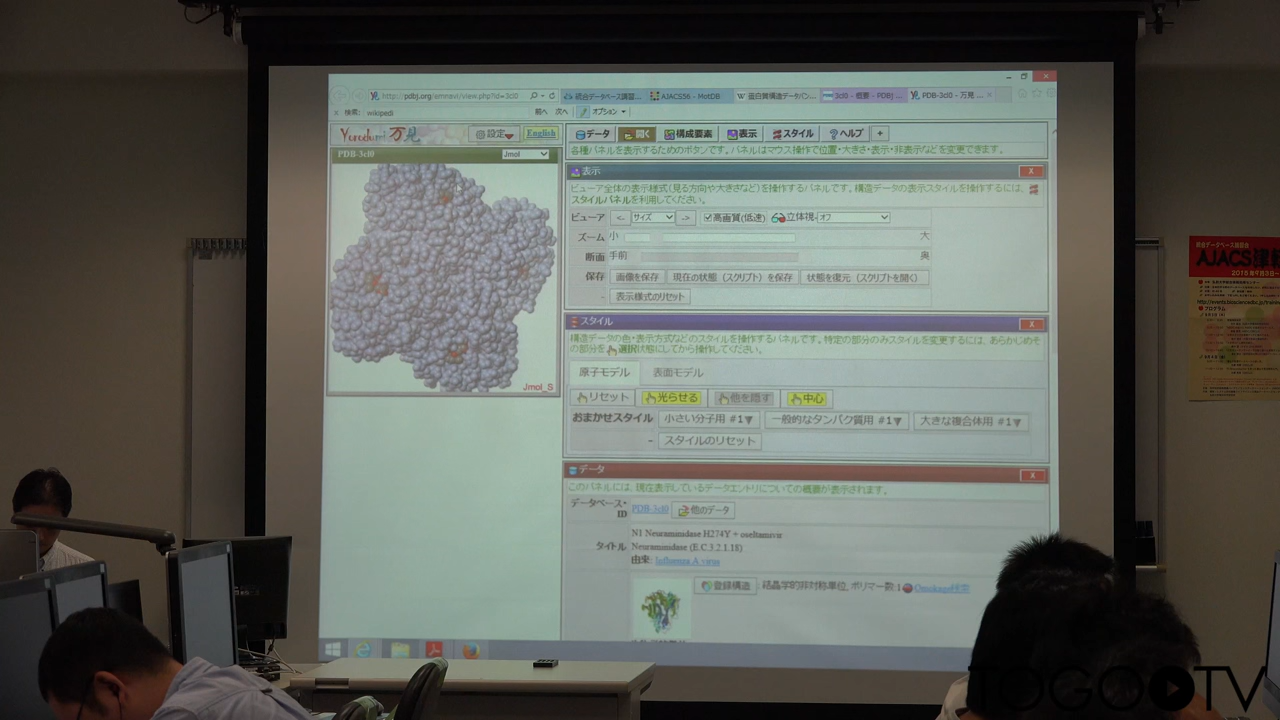 http://pdbj.org/emnavi/view.php?id=3cl0
統合データベース講習...
AJACS56 - MotDB
蛋白質構造データバン...
3cl0 - 概要 - PDBj ...
PDB-3cl0 - 万見 ...
x 検索: wikipedi
前へ 次へ
オプション
Yorodumi 万見
設定
English
データ
開く
構成要素
表示
スタイル
ヘルプ
+
各種パネルを表示するためのボタンです。パネルはマウス操作で位置・大きさ・表示・非表示などを変更できます。
PDB-3cl0
Jmol
Jmol_S
表示
X
ビューア全体の表示様式(見る方向や大きさなど)を操作するパネルです。構造データの表示スタイルを操作するには、
スタイルパネルを利用してください。
ビューア <- サイズ -> 高画質(低速) 立体視-オフ
ズーム 小 大
断面 手前 奥
保存 画像を保存 現在の状態(スクリプト)を保存 状態を復元(スクリプトを開く)
- 表示様式のリセット
スタイル
X
構造データの色・表示方式などのスタイルを操作するパネルです。特定の部分のみスタイルを変更するには、あらかじめそ
の部分を選択状態にしてから操作してください。
原子モデル 表面モデル
リセット 光らせる 他を隠す 中心
おまかせスタイル 小さい分子用 #1▼ 一般的なタンパク質用 #1▼ 大きな複合体用 #1▼
- スタイルのリセット
データ
X
このパネルには、現在表示しているデータエントリについての概要が表示されます。
データベース・
ID
PDB-3cl0
他のデータ
タイトル
N1 Neuraminidase H274Y + oseltamivir
Neuraminidase (E.C.3.2.1.18)
由来: Influenza A virus
登録構造 : 結晶学的非対称単位, ポリマー数:1 Omokage検索
統合データベース講習会
AJACS
TOGO TV